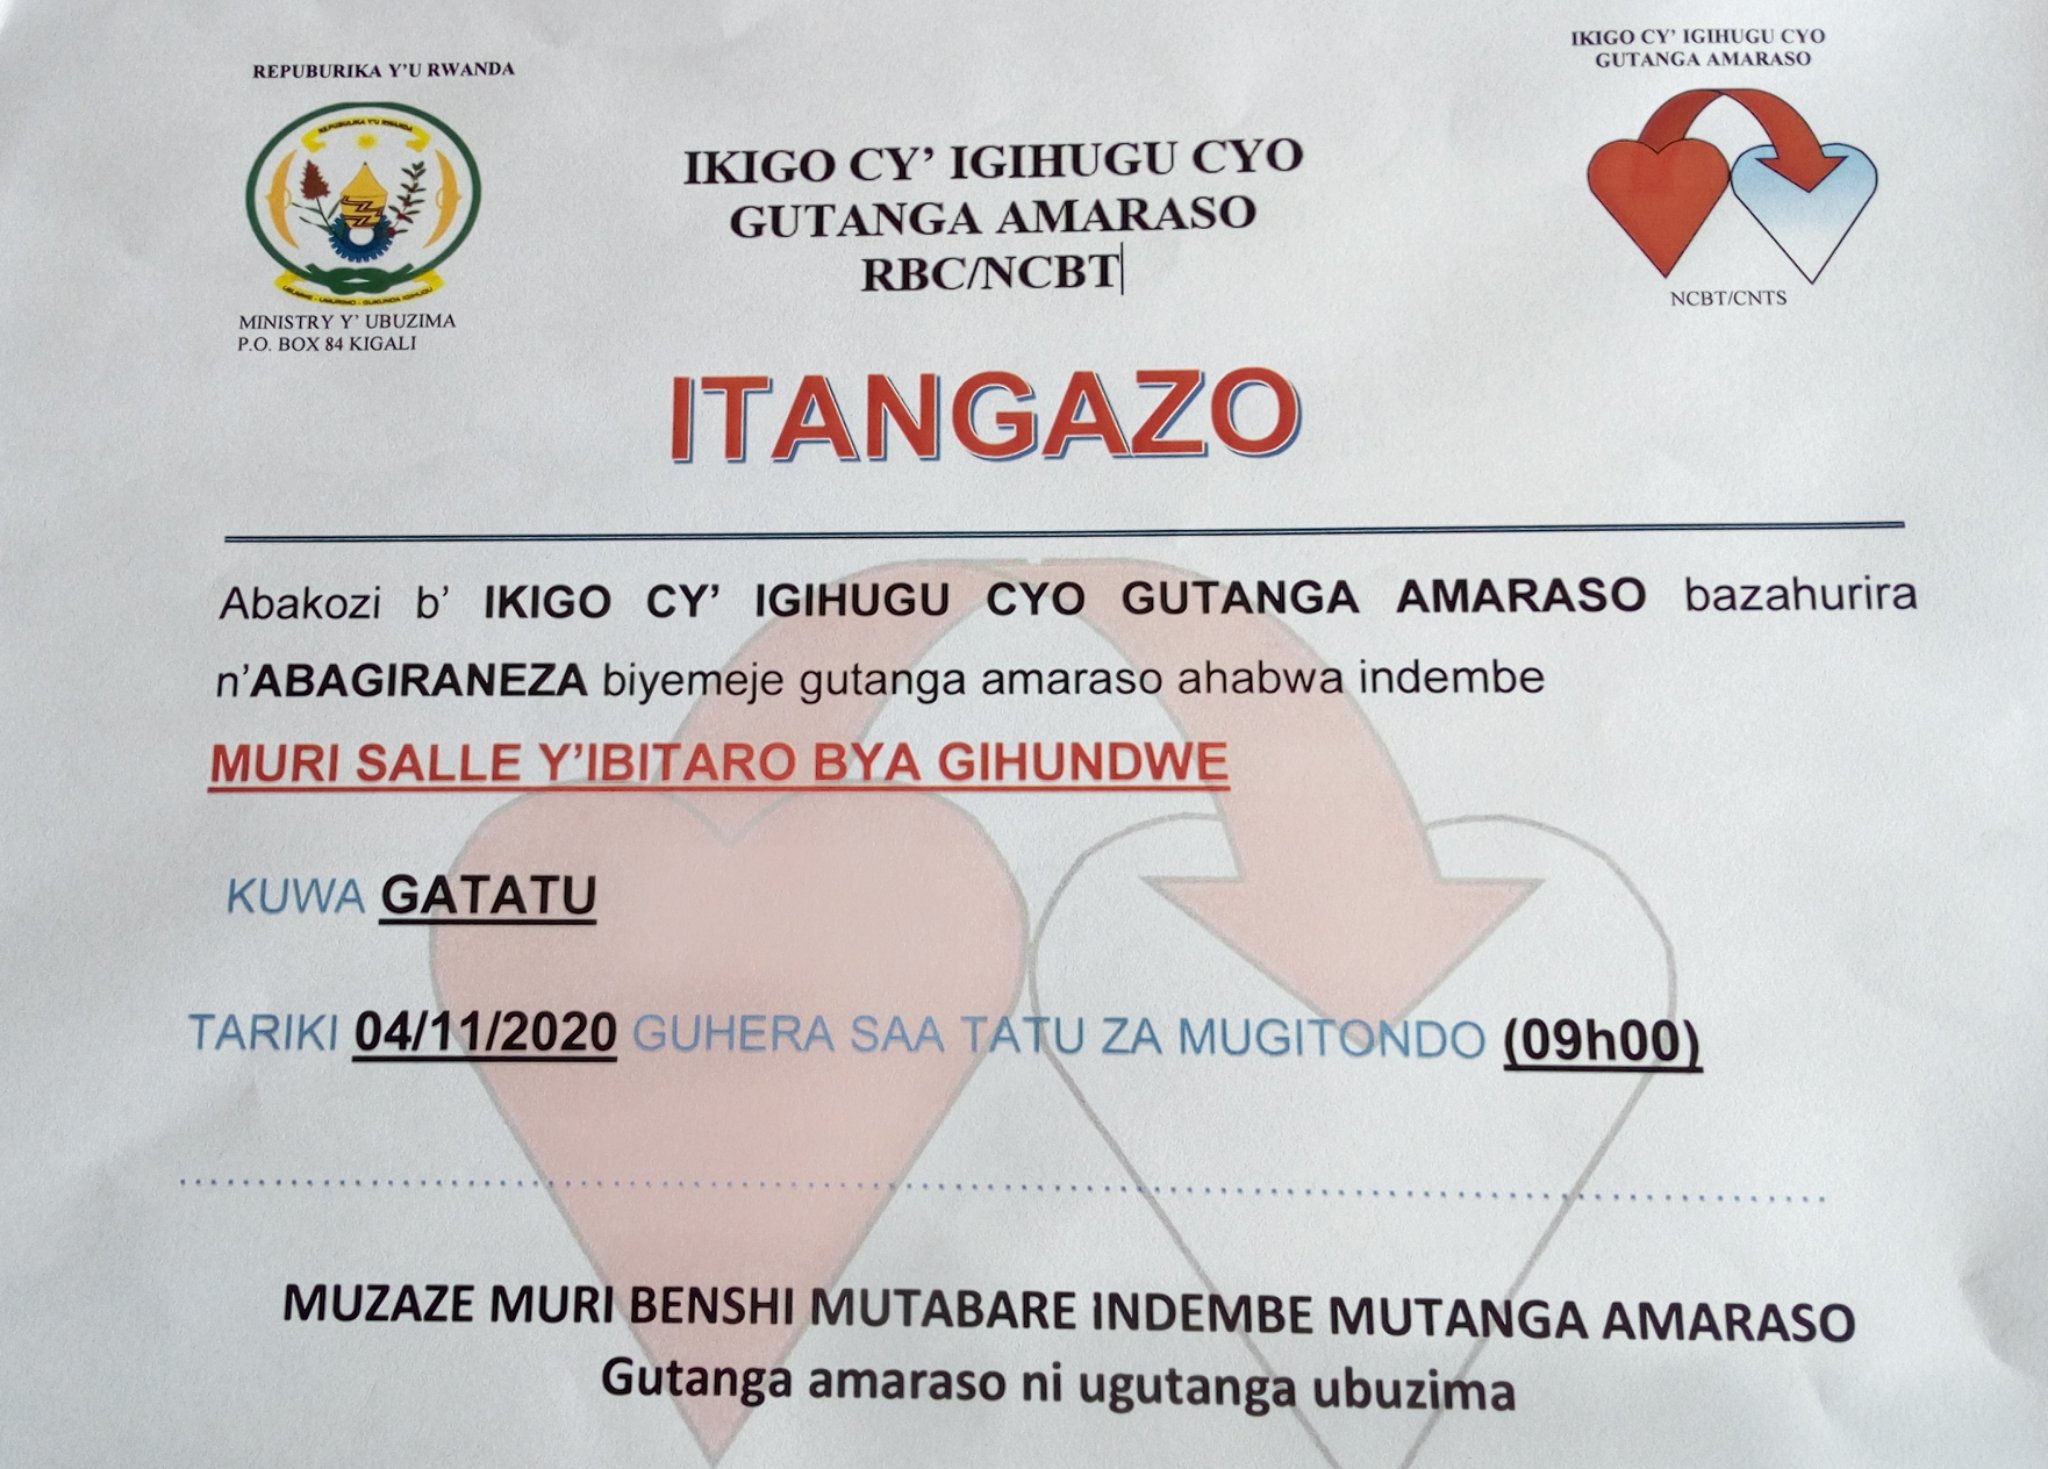 REPUBURIKA Y'U RWANDA
REPUBULIKA Y'U RWANDA
UBUMWE - UMURIMO - GUKUNDA IGIHUGU
MINISTRY Y' UBUZIMA
P.O. BOX 84 KIGALI
IKIGO CY' IGIHUGU CYO
GUTANGA AMARASO
RBC/NCBT
IKIGO CY' IGIHUGU CYO
GUTANGA AMARASO
NCBT/CNTS
ITANGAZO
Abakozi b' IKIGO CY' IGIHUGU CYO GUTANGA AMARASO bazahurira
n'ABAGIRANEZA biyemeje gutanga amaraso ahabwa indembe
MURI SALLE Y'IBITARO BYA GIHUNDWE
KUWA GATATU
TARIKI 04/11/2020 GUHERA SAA TATU ZA MUGITONDO (09h00)
MUZAZE MURI BENSHI MUTABARE INDEMBE MUTANGA AMARASO
Gutanga amaraso ni ugutanga ubuzima